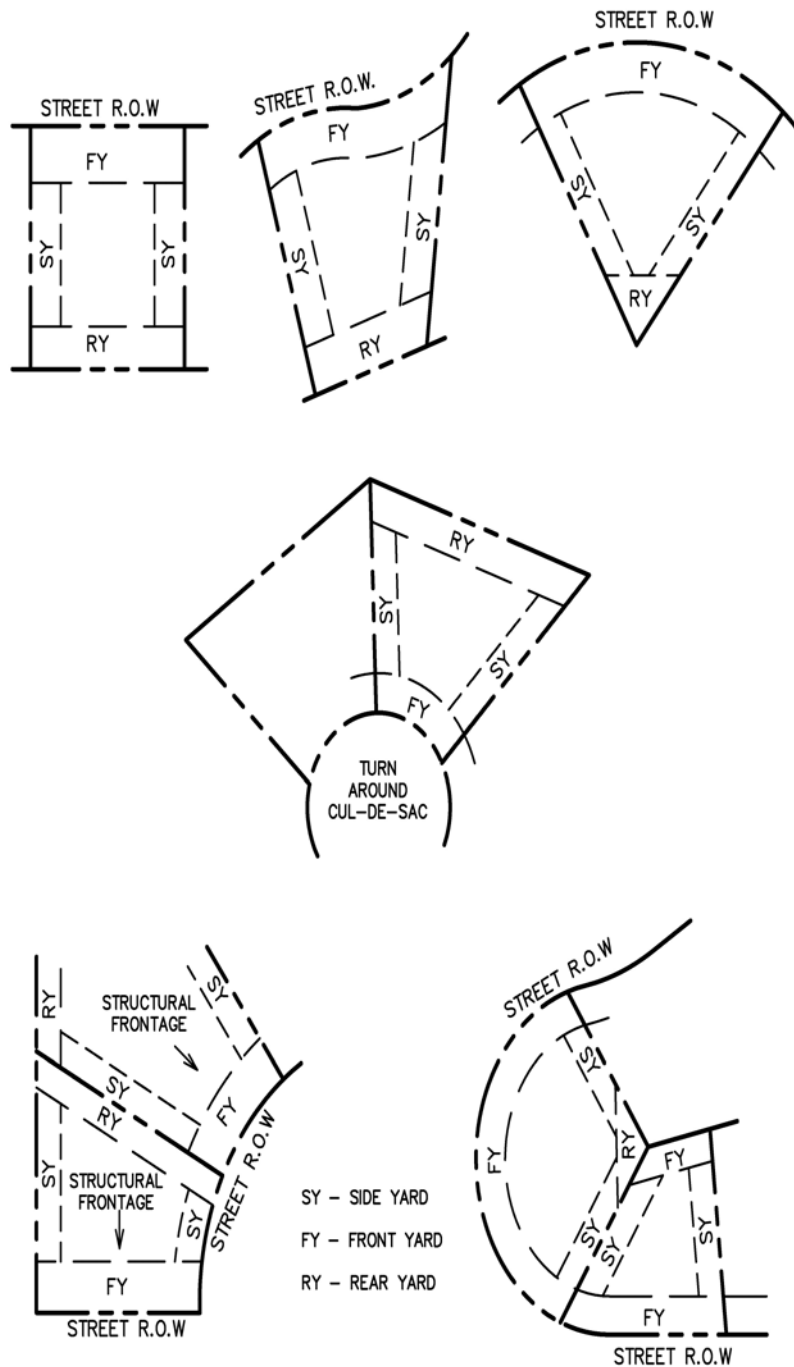 STREET R.O.W
FY
SY
SY
RY
STREET R.O.W.
FY
SY
SY
RY
STREET R.O.W
FY
SY
SY
RY
RY
SY
SY
FY
TURN
AROUND
CUL-DE-SAC
RY
STRUCTURAL
FRONTAGE
SY
SY
FY
STREET R.O.W
RY
SY
STRUCTURAL
FRONTAGE
SY
FY
STREET R.O.W
SY - SIDE YARD
FY - FRONT YARD
RY - REAR YARD
STREET R.O.W
SY
FY
RY
FY
SY
SY
SY
FY
STREET R.O.W